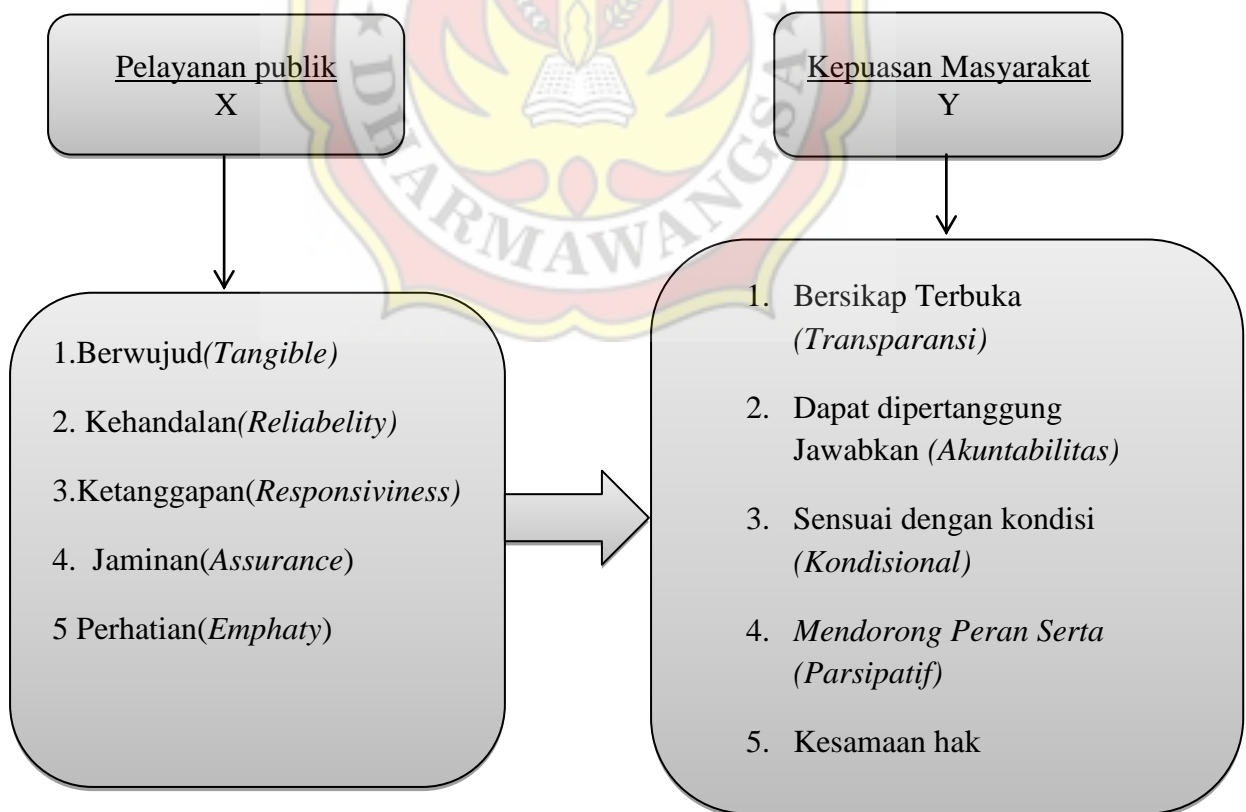 Pelayanan publik
X
Kepuasan Masyarakat
Y
DHARMAWANGSA
1.Berwujud(Tangible)
2. Kehandalan(Reliabelity)
3.Ketanggapan(Responsiviness)
4. Jaminan(Assurance)
5 Perhatian(Emphaty)
1. Bersikap Terbuka
(Transparansi)
2. Dapat dipertanggung
Jawabkan (Akuntabilitas)
3. Sensuai dengan kondisi
(Kondisional)
4. Mendorong Peran Serta
(Parsipatif)
5. Kesamaan hak